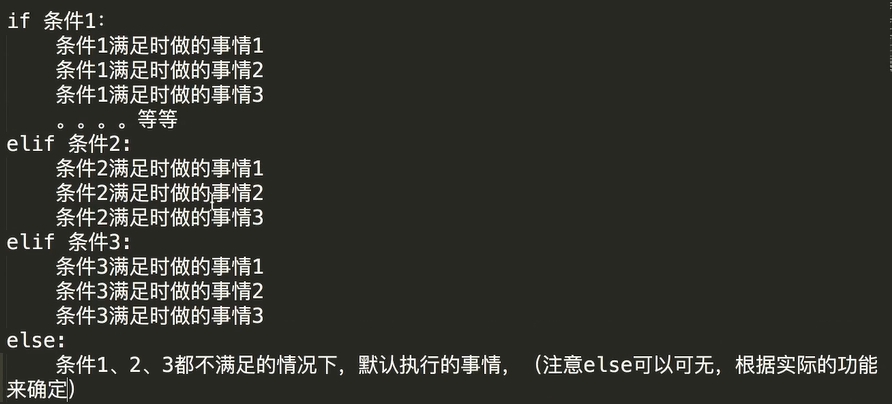 if 条件1:
条件1满足时做的事情1
条件1满足时做的事情2
条件1满足时做的事情3
。。。。等等
elif 条件2:
条件2满足时做的事情1
条件2满足时做的事情2
条件2满足时做的事情3
elif 条件3:
条件3满足时做的事情1
条件3满足时做的事情2
条件3满足时做的事情3
else:
条件1、2、3都不满足的情况下，默认执行的事情，（注意else可以可无，根据实际的功能
来确定）